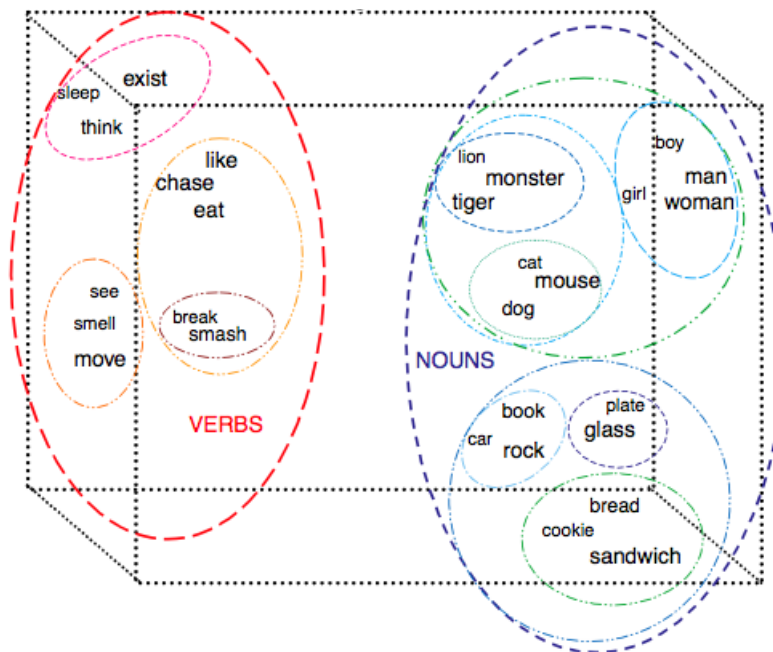 exist
sleep
think
like
chase
eat
see
smell
move
break
smash
VERBS
lion
monster
tiger
boy
man
girl
woman
cat
mouse
dog
NOUNS
book
car
rock
plate
glass
bread
cookie
sandwich